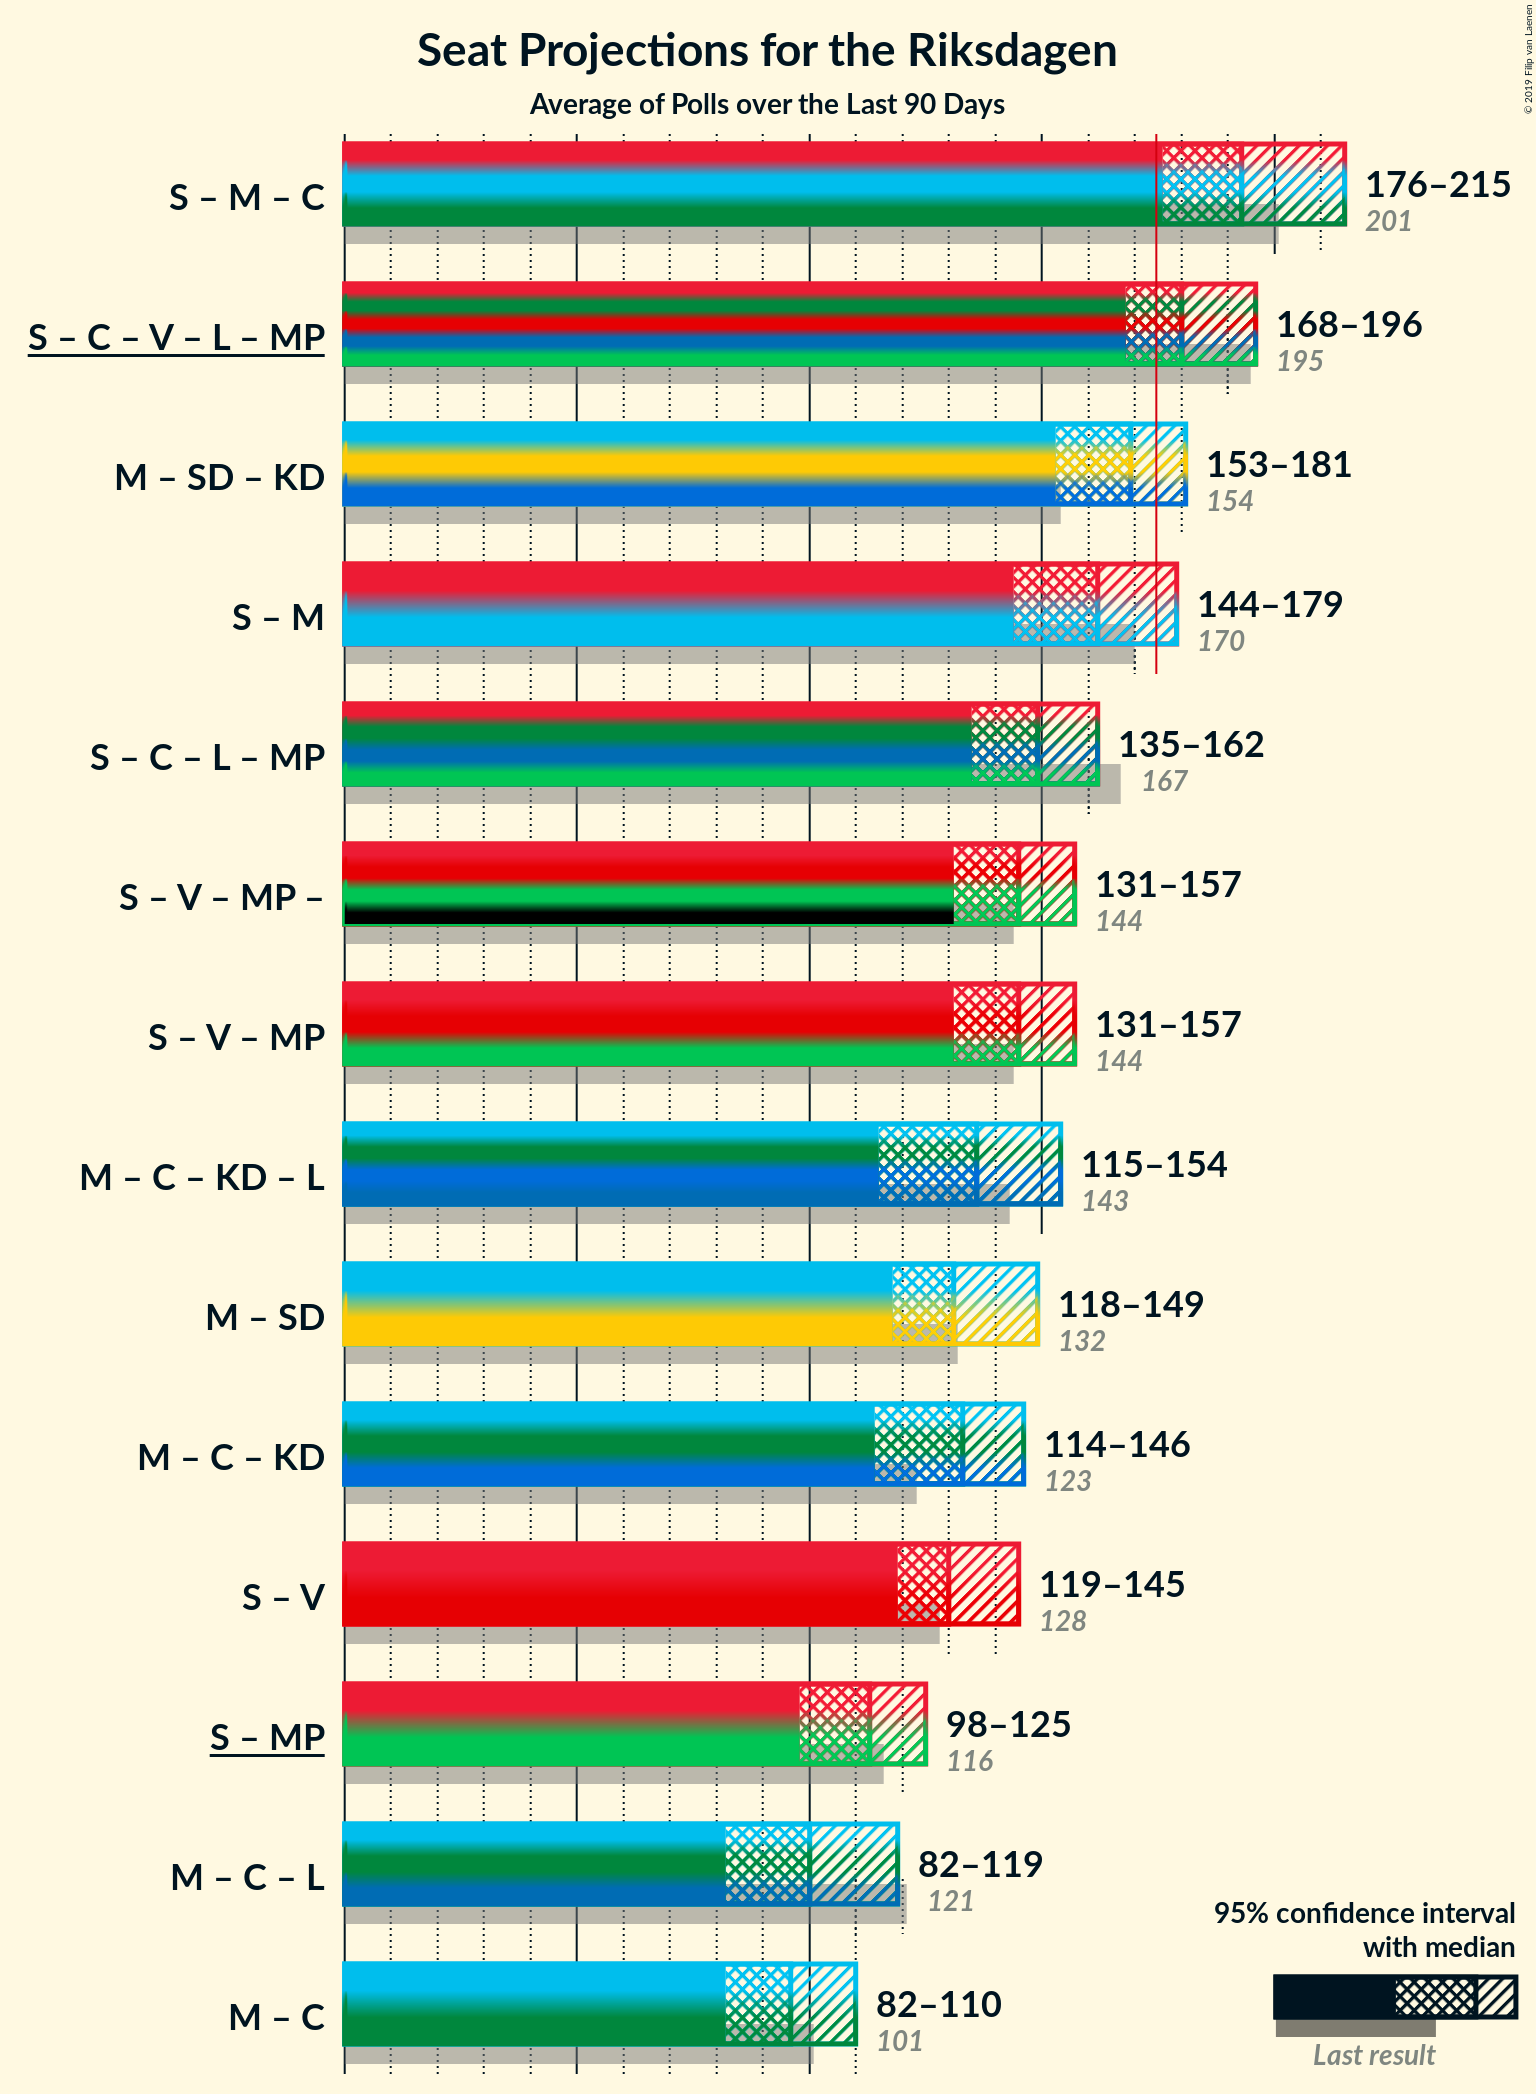 Seat Projections for the Riksdagen
Average of Polls over the Last 90 Days
© 2019 Filip van Laenen
S – M – C
176–215
201
S – C – V – L – MP
168–196
195
M – SD – KD
153–181
154
S – M
144–179
170
S – C – L – MP
135–162
167
S – V – MP –
131–157
144
S – V – MP
131–157
144
M – C – KD – L
115–154
143
M – SD
118–149
132
M – C – KD
114–146
123
S – V
119–145
128
S – MP
98–125
116
M – C – L
82–119
121
M – C
82–110
101
95% confidence interval
with median
Last result